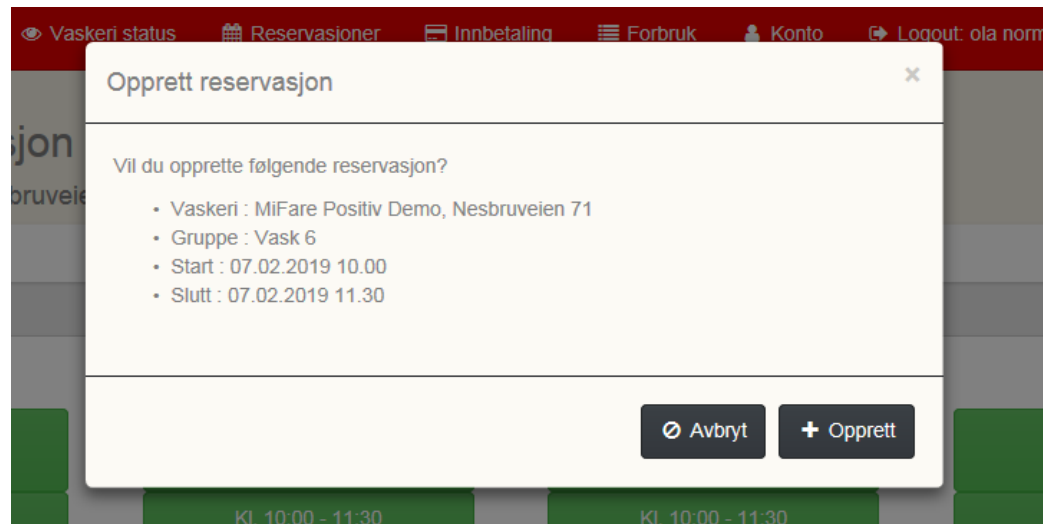 Vaskeri status Reservasjoner Innbetaling Forbruk Konto Logout: ola norm
Opprett reservasjon ×
sjon
bruveie
Vil du opprette følgende reservasjon?
• Vaskeri : MiFare Positiv Demo, Nesbruveien 71
• Gruppe : Vask 6
• Start : 07.02.2019 10.00
• Slutt : 07.02.2019 11.30
Avbryt Opprett
Kl. 10:00 - 11:30 Kl. 10:00 - 11:30